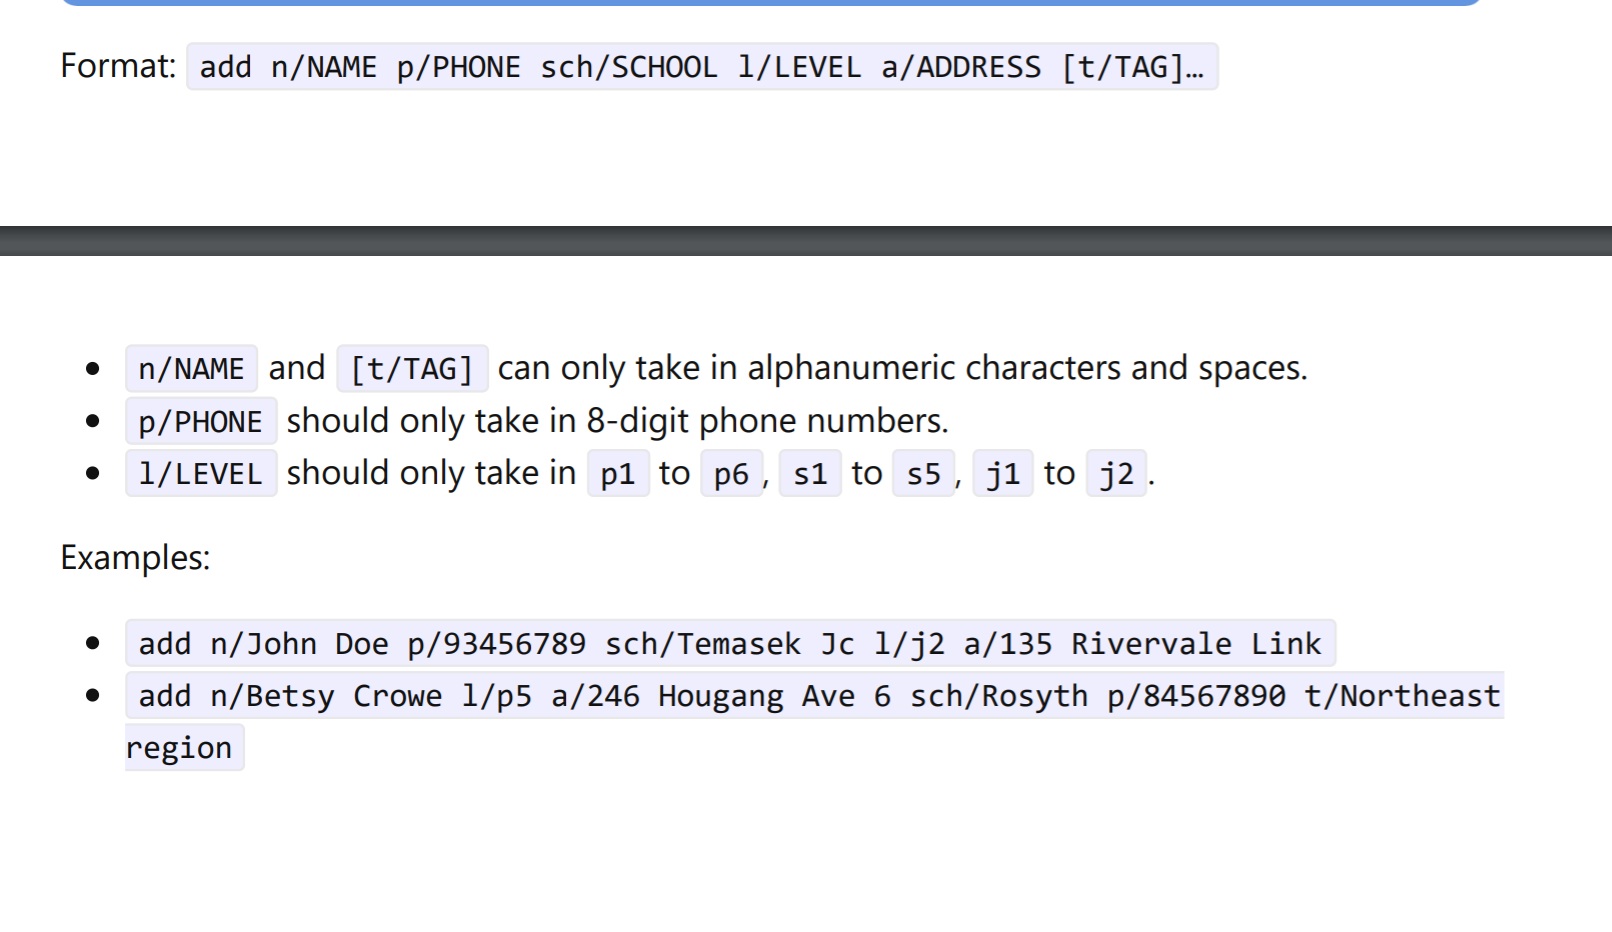 Format: add n/NAME p/PHONE sch/SCHOOL l/LEVEL a/ADDRESS [t/TAG]…
n/NAME and [t/TAG] can only take in alphanumeric characters and spaces.
p/PHONE should only take in 8-digit phone numbers.
l/LEVEL should only take in p1 to p6, s1 to s5, j1 to j2.
Examples:
add n/John Doe p/93456789 sch/Temasek Jc l/j2 a/135 Rivervale Link
add n/Betsy Crowe l/p5 a/246 Hougang Ave 6 sch/Rosyth p/84567890 t/Northeast
region